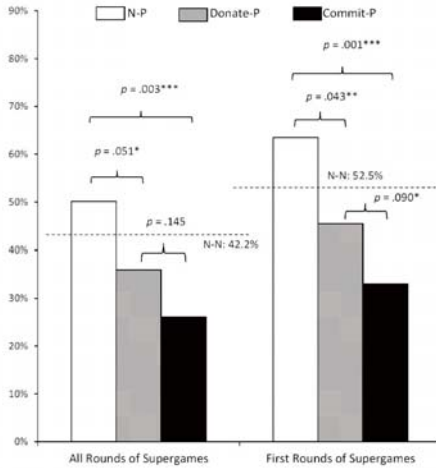 90%
N-P Donate-P Commit-P
80%
70%
60%
50%
40%
30%
20%
10%
0%
p = .003***
p = .051*
p = .145
N-N: 42.2%
p = .001***
p = .043**
N-N: 52.5%
p = .090*
All Rounds of Supergames
First Rounds of Supergames